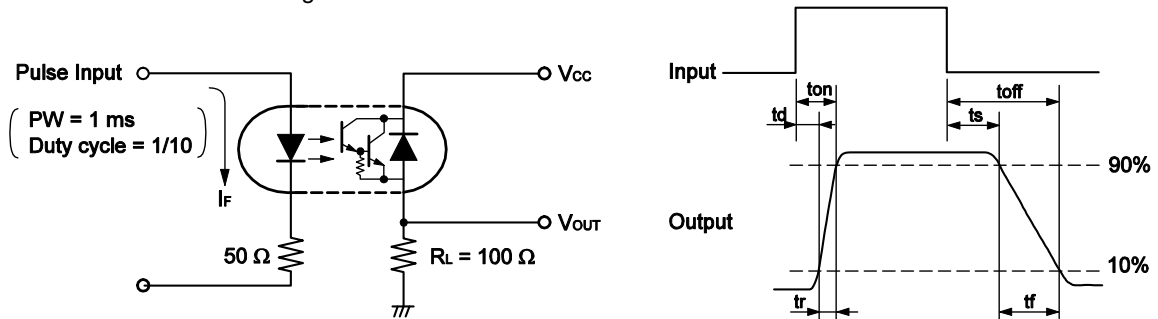 Pulse Input
PW = 1 ms
Duty cycle = 1/10
IF
50 Ω
VCC
VOUT
RL = 100 Ω
Input
ton
toff
td
ts
90%
Output
10%
tr
tf